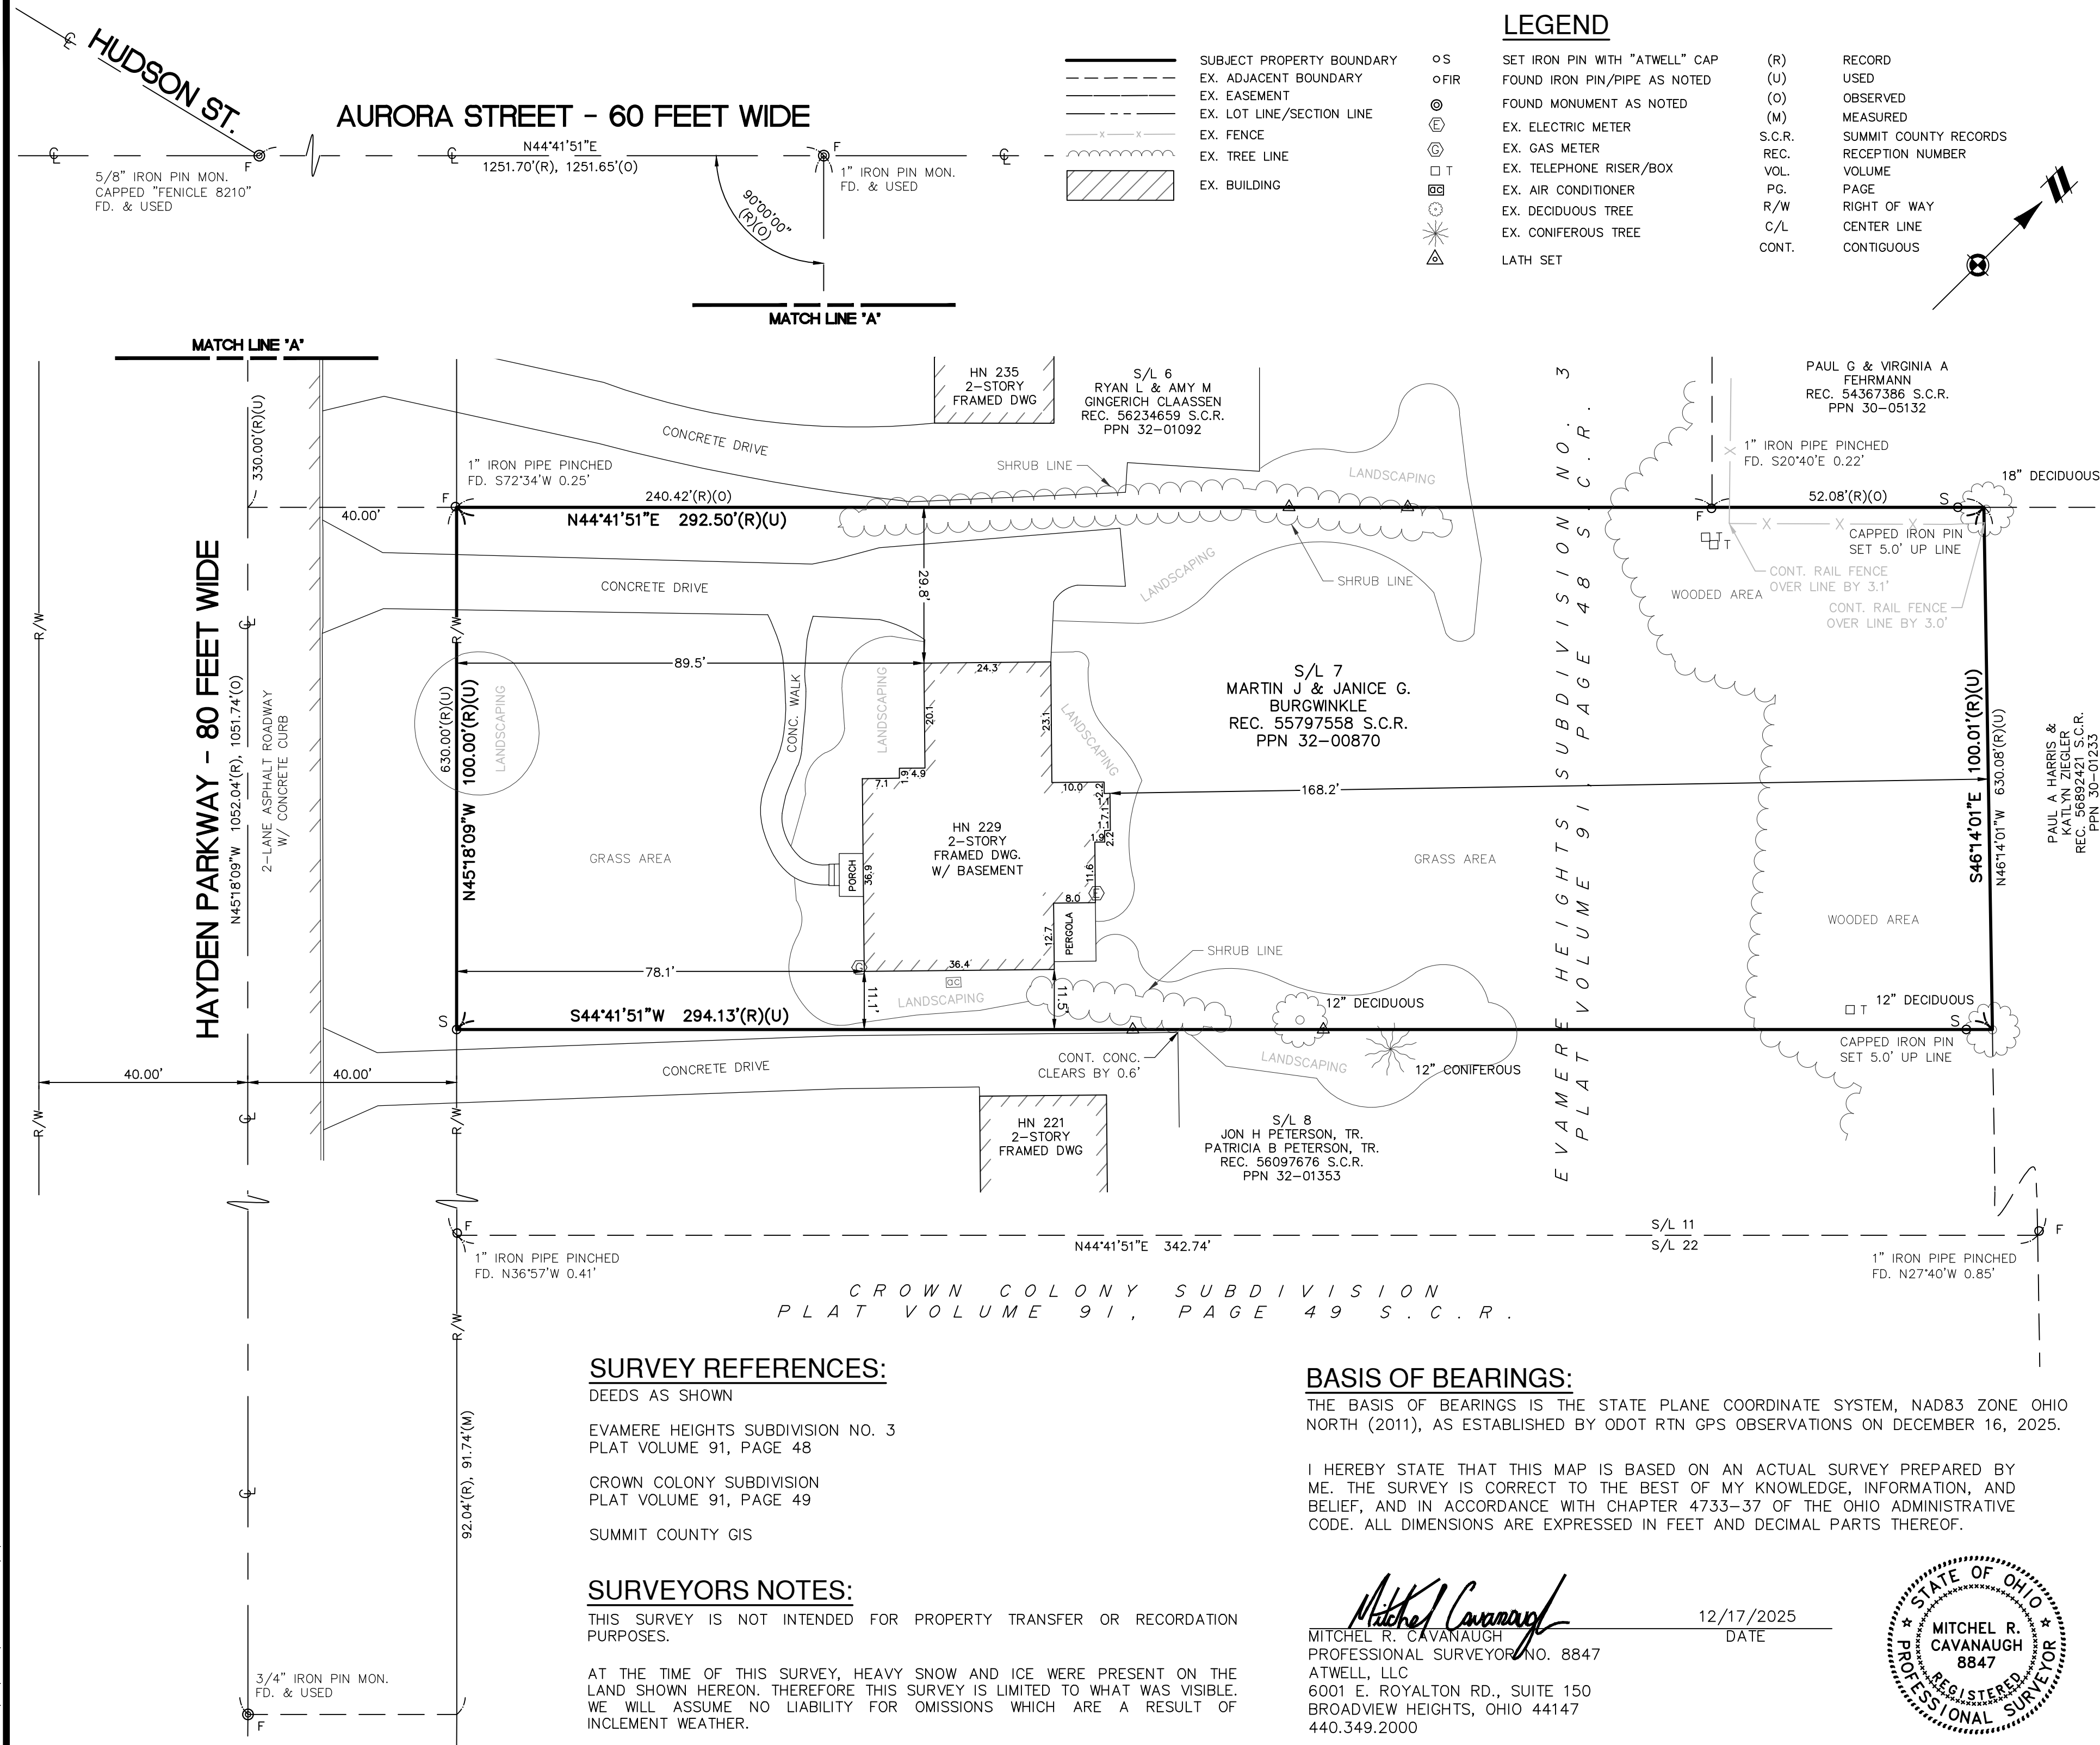 HUDSON ST.
AURORA STREET - 60 FEET WIDE
N44°41'51"E
1251.70'(R), 1251.65'(O)
5/8" IRON PIN MON.
CAPPED "FENICLE 8210"
FD. & USED
F
F
1" IRON PIN MON.
FD. & USED
90°00'00"
(R)(O)
MATCH LINE "A"
LEGEND
SUBJECT PROPERTY BOUNDARY
EX. ADJACENT BOUNDARY
EX. EASEMENT
EX. LOT LINE/SECTION LINE
EX. FENCE
EX. TREE LINE
EX. BUILDING
S SET IRON PIN WITH "ATWELL" CAP
FIR FOUND IRON PIN/PIPE AS NOTED
FOUND MONUMENT AS NOTED
E EX. ELECTRIC METER
G EX. GAS METER
T EX. TELEPHONE RISER/BOX
ac EX. AIR CONDITIONER
EX. DECIDUOUS TREE
EX. CONIFEROUS TREE
LATH SET
(R) RECORD
(U) USED
(O) OBSERVED
(M) MEASURED
S.C.R. SUMMIT COUNTY RECORDS
REC. RECEPTION NUMBER
VOL. VOLUME
PG. PAGE
R/W RIGHT OF WAY
C/L CENTER LINE
CONT. CONTIGUOUS
MATCH LINE "A"
330.00'(R)(U)
CONCRETE DRIVE
HN 235
2-STORY
FRAMED DWG
S/L 6
RYAN L & AMY M
GINGERICH CLAASSEN
REC. 56234659 S.C.R.
PPN 32-01092
PAUL G & VIRGINIA A
FEHRMANN
REC. 54367386 S.C.R.
PPN 30-05132
1" IRON PIPE PINCHED
FD. S72°34'W 0.25'
SHRUB LINE
LANDSCAPING
1" IRON PIPE PINCHED
FD. S20°40'E 0.22'
18" DECIDUOUS
F
40.00'
240.42'(R)(O)
N44°41'51"E 292.50'(R)(U)
52.08'(R)(O)
F
S
CAPPED IRON PIN
SET 5.0' UP LINE
T
T
CONT. RAIL FENCE
OVER LINE BY 3.1'
WOODED AREA
CONT. RAIL FENCE
OVER LINE BY 3.0'
LANDSCAPING
SHRUB LINE
CONCRETE DRIVE
29.8'
HAYDEN PARKWAY - 80 FEET WIDE
N45°18'09"W 1052.04'(R), 1051.74'(O)
2-LANE ASPHALT ROADWAY
W/ CONCRETE CURB
R/W
R/W
630.00'(R)(U)
N45°18'09"W 100.00'(R)(U)
LANDSCAPING
89.5'
CONC. WALK
LANDSCAPING
24.3'
20.1
23.1
LANDSCAPING
7.1
1.9
4.9
10.0
2.2
1.1
7.1
1.1
1.9
2.2
HN 229
2-STORY
FRAMED DWG.
W/ BASEMENT
PORCH
36.9
11.6
E
8.0
12.7
PERGOLA
36.4'
G
ac
S/L 7
MARTIN J & JANICE G.
BURGWINKLE
REC. 55797558 S.C.R.
PPN 32-00870
168.2'
EVAMERE HEIGHTS SUBDIVISION NO. 3
PLAT VOLUME 91, PAGE 48 S.C.R.
S46°14'01"E 100.01'(R)(U)
N46°14'01"W 630.08'(R)(U)
PAUL A HARRIS &
KATLYN ZIEGLER
REC. 56892421 S.C.R.
PPN 30-01233
GRASS AREA
GRASS AREA
WOODED AREA
78.1'
11.1'
11.5'
LANDSCAPING
SHRUB LINE
12" DECIDUOUS
T
12" DECIDUOUS
S
S44°41'51"W 294.13'(R)(U)
S
CAPPED IRON PIN
SET 5.0' UP LINE
CONCRETE DRIVE
CONT. CONC.
CLEARS BY 0.6'
LANDSCAPING
12" CONIFEROUS
40.00'
40.00'
R/W
R/W
HN 221
2-STORY
FRAMED DWG
S/L 8
JON H PETERSON, TR.
PATRICIA B PETERSON, TR.
REC. 56097676 S.C.R.
PPN 32-01353
F
1" IRON PIPE PINCHED
FD. N36°57'W 0.41'
N44°41'51"E 342.74'
S/L 11
S/L 22
F
1" IRON PIPE PINCHED
FD. N27°40'W 0.85'
CROWN COLONY SUBDIVISION
PLAT VOLUME 91, PAGE 49 S.C.R.
R/W
92.04'(R), 91.74'(M)
3/4" IRON PIN MON.
FD. & USED
F
SURVEY REFERENCES:
DEEDS AS SHOWN
EVAMERE HEIGHTS SUBDIVISION NO. 3
PLAT VOLUME 91, PAGE 48
CROWN COLONY SUBDIVISION
PLAT VOLUME 91, PAGE 49
SUMMIT COUNTY GIS
SURVEYORS NOTES:
THIS SURVEY IS NOT INTENDED FOR PROPERTY TRANSFER OR RECORDATION
PURPOSES.
AT THE TIME OF THIS SURVEY, HEAVY SNOW AND ICE WERE PRESENT ON THE
LAND SHOWN HEREON. THEREFORE THIS SURVEY IS LIMITED TO WHAT WAS VISIBLE.
WE WILL ASSUME NO LIABILITY FOR OMISSIONS WHICH ARE A RESULT OF
INCLEMENT WEATHER.
BASIS OF BEARINGS:
THE BASIS OF BEARINGS IS THE STATE PLANE COORDINATE SYSTEM, NAD83 ZONE OHIO
NORTH (2011), AS ESTABLISHED BY ODOT RTN GPS OBSERVATIONS ON DECEMBER 16, 2025.
I HEREBY STATE THAT THIS MAP IS BASED ON AN ACTUAL SURVEY PREPARED BY
ME. THE SURVEY IS CORRECT TO THE BEST OF MY KNOWLEDGE, INFORMATION, AND
BELIEF, AND IN ACCORDANCE WITH CHAPTER 4733-37 OF THE OHIO ADMINISTRATIVE
CODE. ALL DIMENSIONS ARE EXPRESSED IN FEET AND DECIMAL PARTS THEREOF.
Mitchel Cavanaugh
12/17/2025
DATE
MITCHEL R. CAVANAUGH
PROFESSIONAL SURVEYOR NO. 8847
ATWELL, LLC
6001 E. ROYALTON RD., SUITE 150
BROADVIEW HEIGHTS, OHIO 44147
440.349.2000
STATE OF OHIO
MITCHEL R.
CAVANAUGH
8847
REGISTERED
PROFESSIONAL SURVEYOR